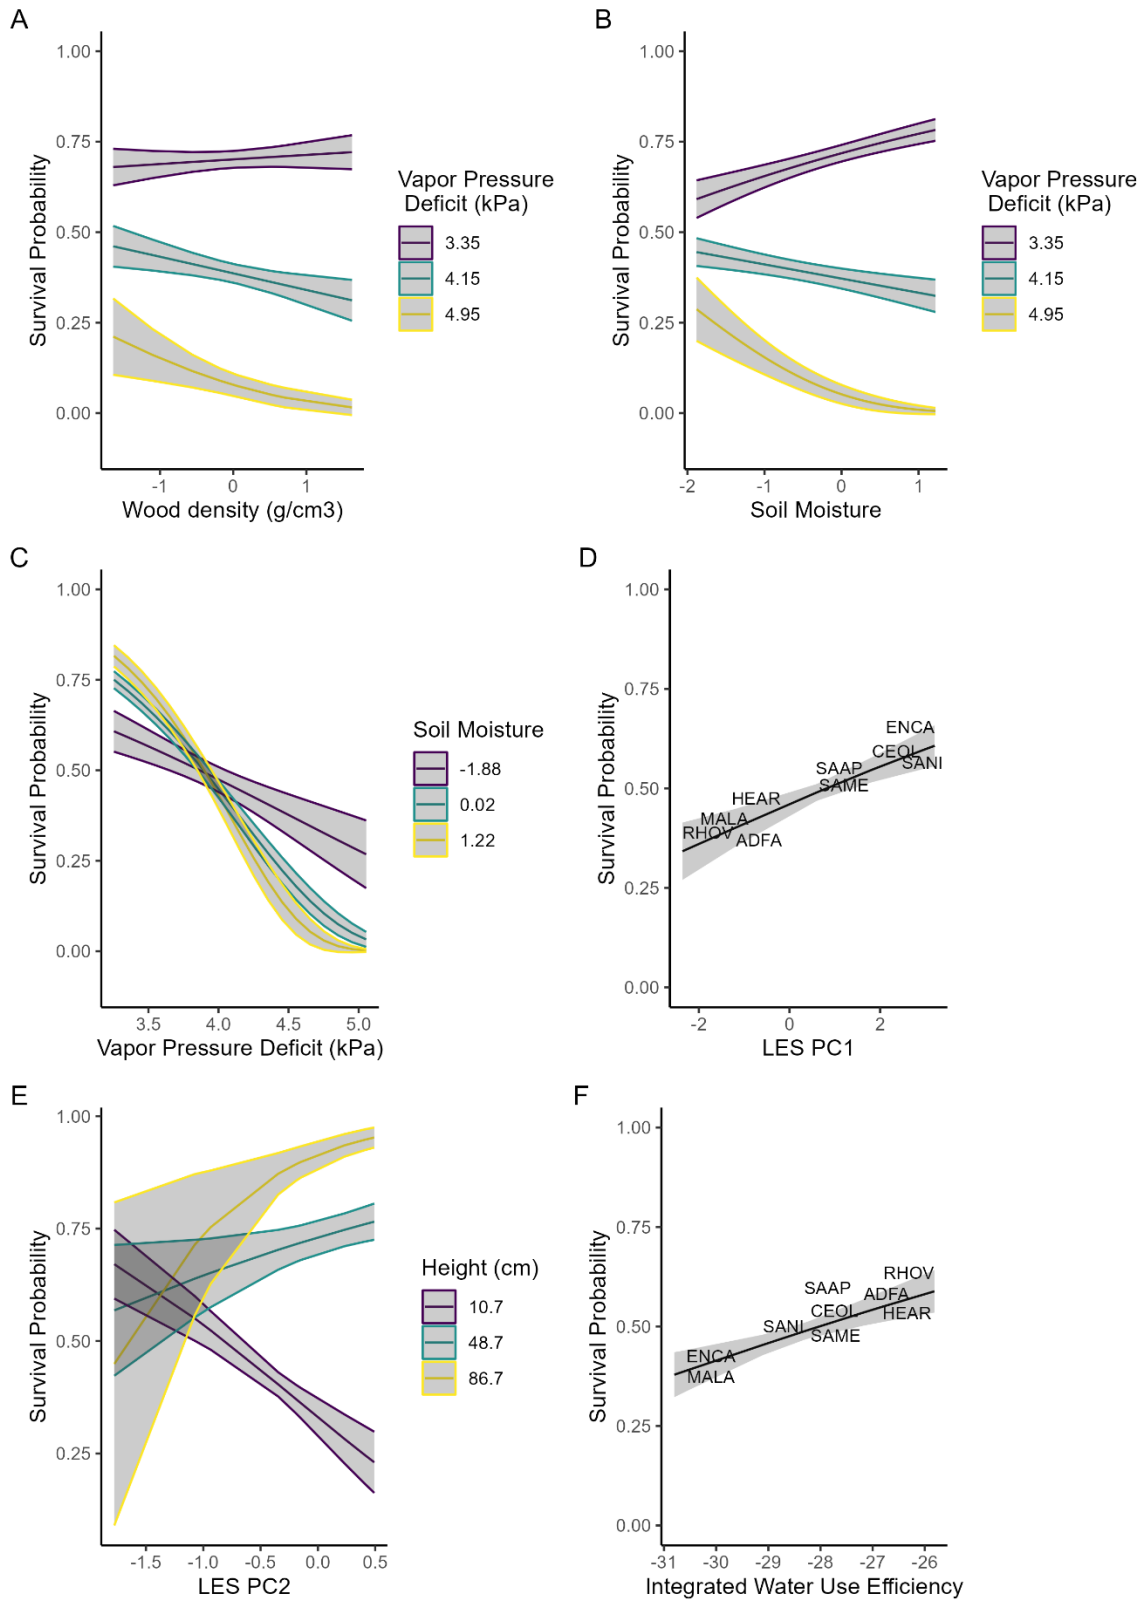 A
1.00
0.75
0.50
0.25
0.00
Survival Probability
-1
0
1
Wood density (g/cm3)
Vapor Pressure
Deficit (kPa)
3.35
4.15
4.95
B
1.00
0.75
0.50
0.25
0.00
Survival Probability
-2
-1
0
1
Soil Moisture
Vapor Pressure
Deficit (kPa)
3.35
4.15
4.95
C
1.00
0.75
0.50
0.25
0.00
Survival Probability
3.5
4.0
4.5
5.0
Vapor Pressure Deficit (kPa)
Soil Moisture
-1.88
0.02
1.22
D
1.00
0.75
0.50
0.25
0.00
Survival Probability
ENCA
CEOL
SANI
SAAP
SAME
HEAR
MALA
RHOV
ADFA
-2
0
2
LES PC1
E
1.00
0.75
0.50
0.25
Survival Probability
-1.5
-1.0
-0.5
0.0
0.5
LES PC2
Height (cm)
10.7
48.7
86.7
F
1.00
0.75
0.50
0.25
0.00
Survival Probability
RHOV
SAAP
ADFA
CEOL
HEAR
SANI
SAME
ENCA
MALA
-31
-30
-29
-28
-27
-26
Integrated Water Use Efficiency